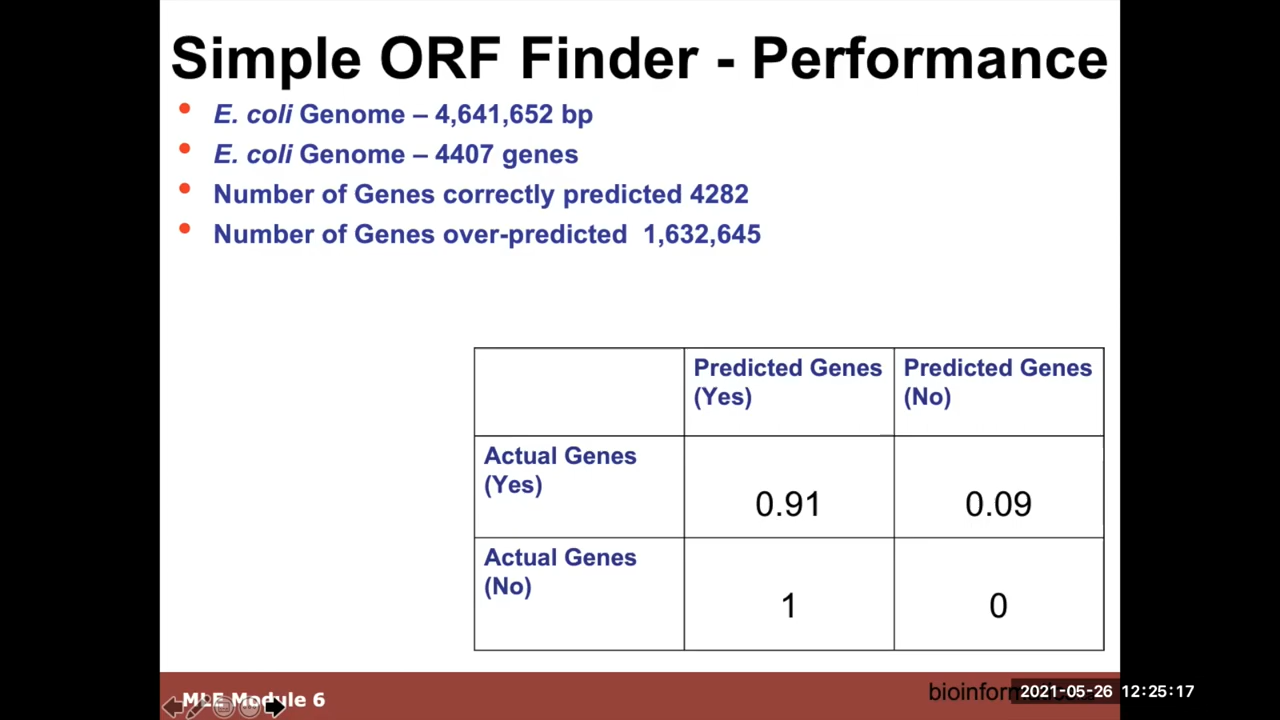 Simple ORF Finder - Performance
• E. coli Genome – 4,641,652 bp
• E. coli Genome – 4407 genes
• Number of Genes correctly predicted 4282
• Number of Genes over-predicted 1,632,645
Predicted Genes (Yes)
Predicted Genes (No)
Actual Genes (Yes)
0.91
0.09
Actual Genes (No)
1
0
MLE Module 6
2021-05-26 12:25:17